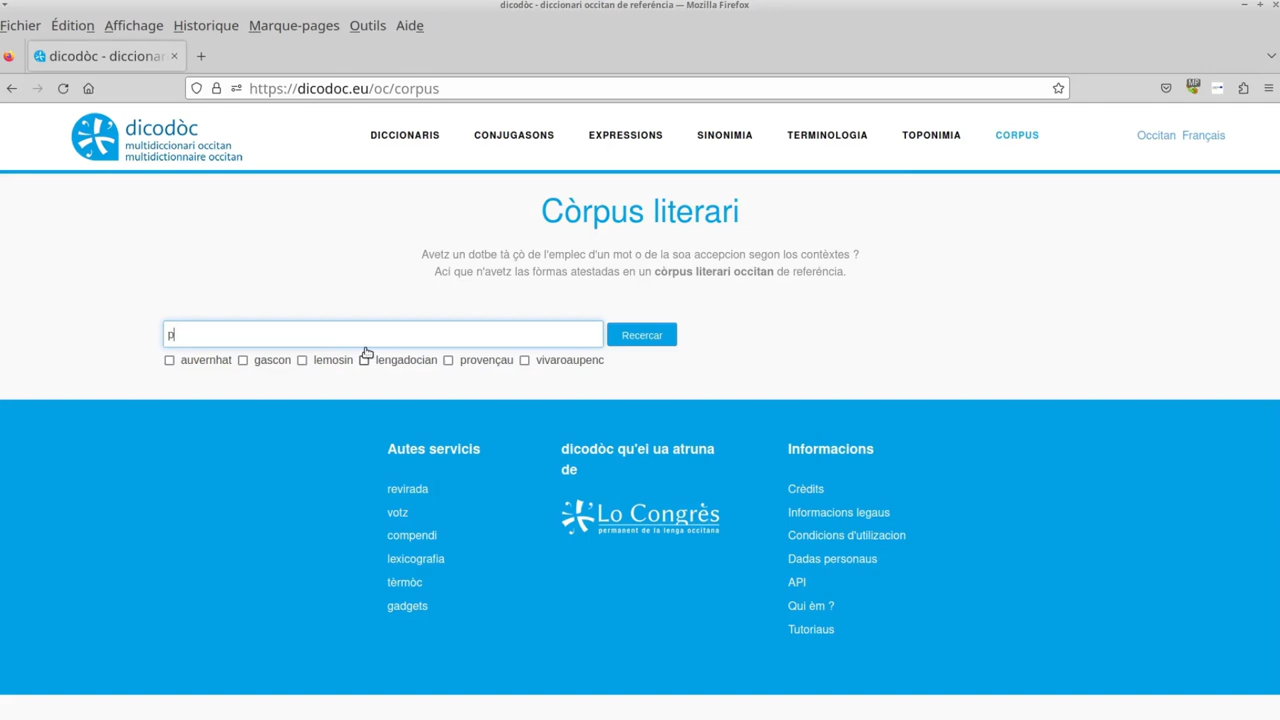 dicodòc - diccionari occitan de referéncia — Mozilla Firefox
Fichier Édition Affichage Historique Marque-pages Outils Aide
dicodòc - diccionar
https://dicodoc.eu/oc/corpus
dicodòc
multidiccionari occitan
multidictionnaire occitan
DICCIONARIS CONJUGASONS EXPRESSIONS SINONIMIA TERMINOLOGIA TOPONIMIA CORPUS
Occitan Français
Còrpus literari
Avetz un dotbe tà çò de l'emplec d'un mot o de la soa accepcion segon los contèxtes ?
Ací que n'avetz las fòrmas atestadas en un còrpus literari occitan de referéncia.
p
Recercar
auvernhat gascon lemosin lengadocian provençau vivaroaupenc
Autes servicis
revirada
votz
compendi
lexicografia
tèrmòc
gadgets
dicodòc qu'ei ua atruna
de
Lo Congrès
permanent de la lenga occitana
Informacions
Crèdits
Informacions legaus
Condicions d'utilizacion
Dadas personaus
API
Qui èm ?
Tutoriaus